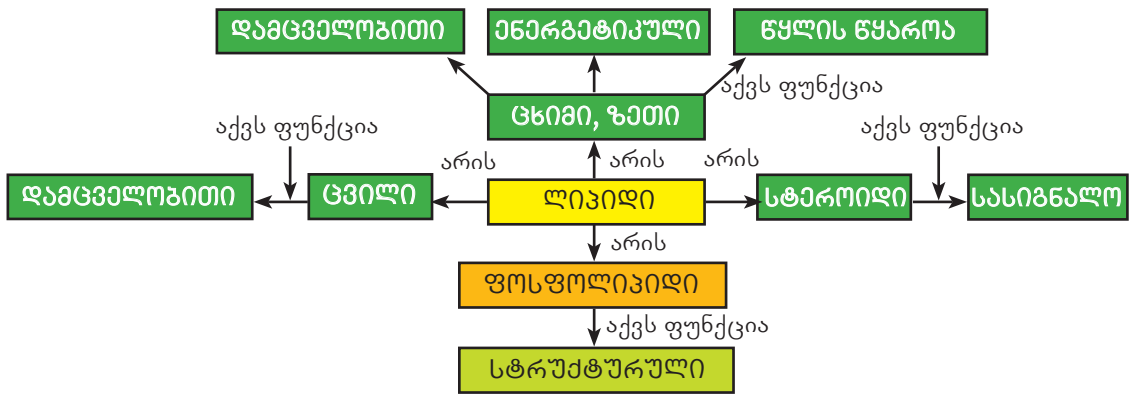 დამცველობითი ენერგეტიკული წყლის წყაროა
აქვს ფუნქცია
ცხიმი, ზეთი
აქვს ფუნქცია აქვს ფუნქცია
არის არის არის
დამცველობითი ცვილი ლიპიდი სტეროიდი სასიგნალო
არის
ფოსფოლიპიდი
აქვს ფუნქცია
სტრუქტურული